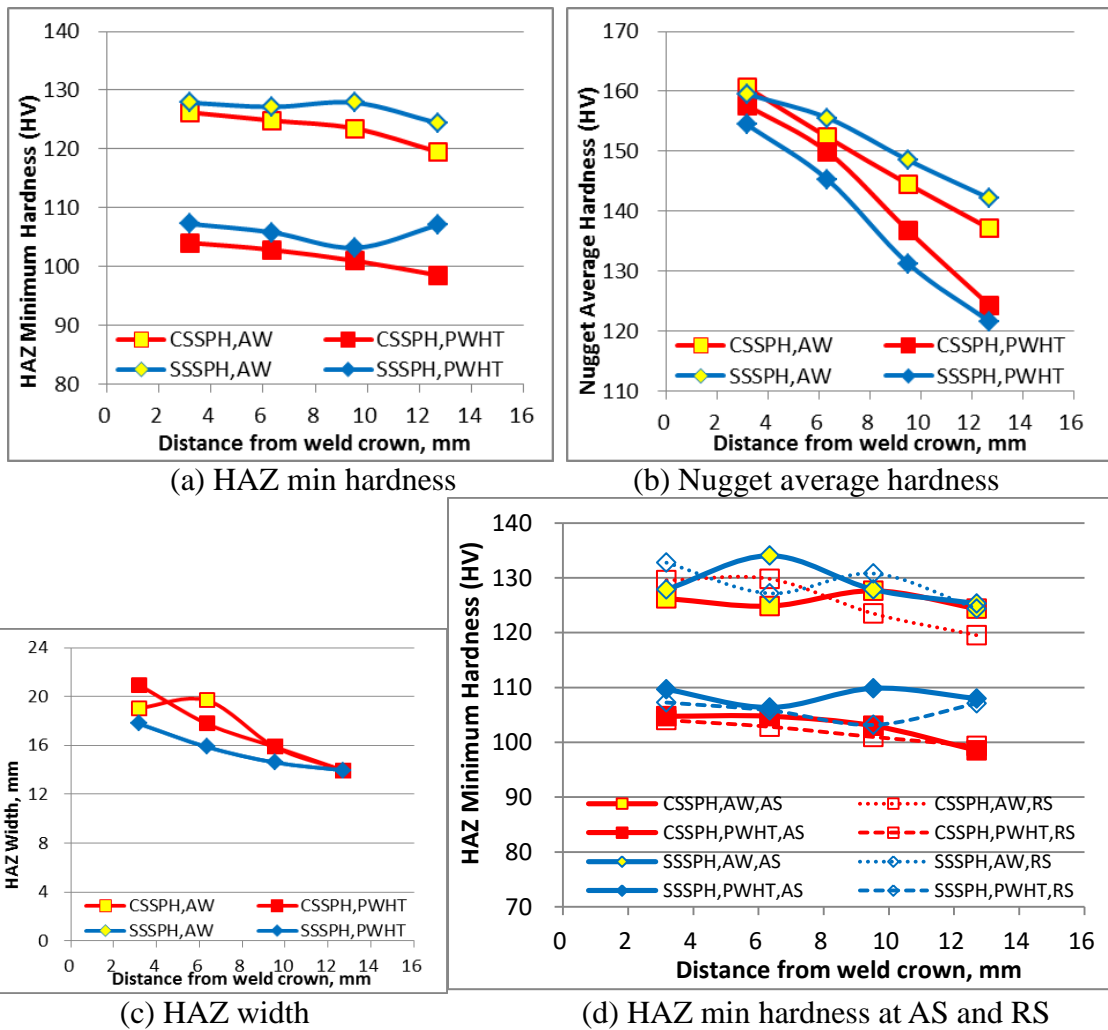 HAZ Minimum Hardness (HV)
140
130
120
110
100
90
80
0 2 4 6 8 10 12 14 16
Distance from weld crown, mm
CSSPH,AW CSSPH,PWHT
SSSPH,AW SSSPH,PWHT
(a) HAZ min hardness
Nugget Average Hardness (HV)
170
160
150
140
130
120
110
0 2 4 6 8 10 12 14 16
Distance from weld crown, mm
CSSPH,AW CSSPH,PWHT
SSSPH,AW SSSPH,PWHT
(b) Nugget average hardness
HAZ Width, mm
24
20
16
12
8
4
0
0 2 4 6 8 10 12 14 16
Distance from weld crown, mm
CSSPH,AW CSSPH,PWHT
SSSPH,AW SSSPH,PWHT
(c) HAZ width
HAZ Minimum Hardness (HV)
140
130
120
110
100
90
80
70
0 2 4 6 8 10 12 14 16
Distance from weld crown, mm
CSSPH,AW,AS CSSPH,AW,RS
CSSPH,PWHT,AS CSSPH,PWHT,RS
SSSPH,AW,AS SSSPH,AW,RS
SSSPH,PWHT,AS SSSPH,PWHT,RS
(d) HAZ min hardness at AS and RS